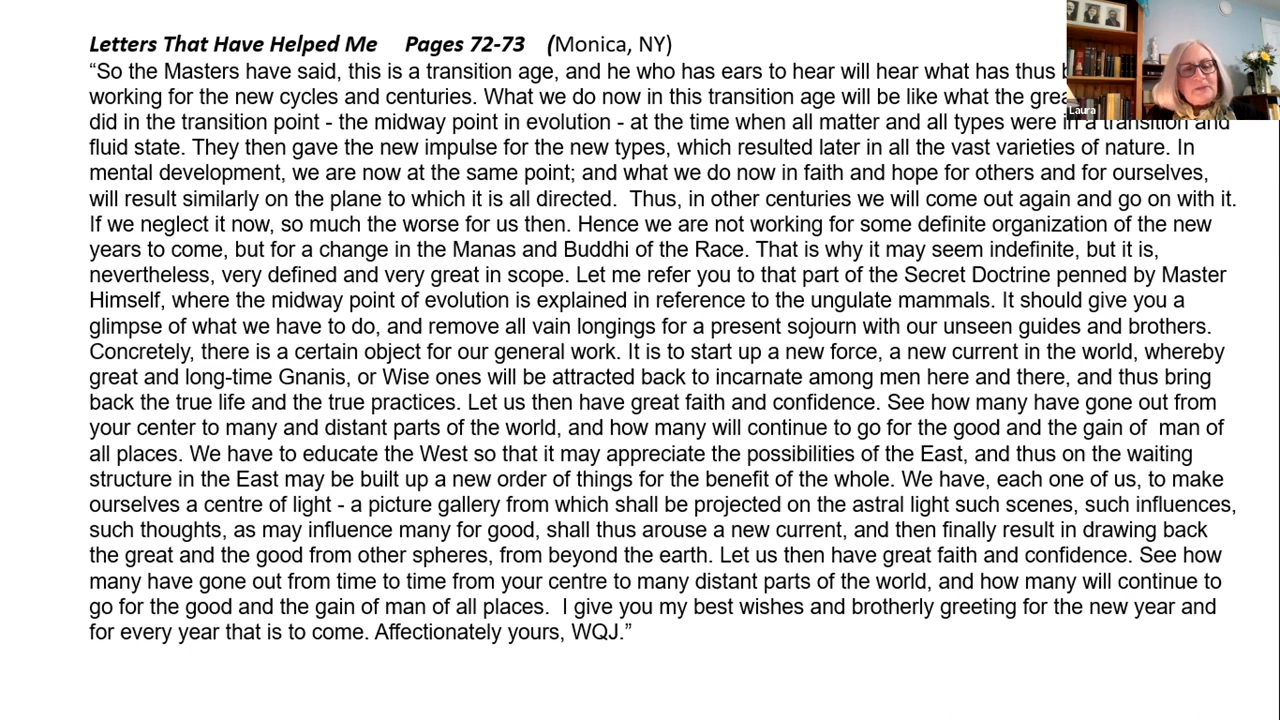 Letters That Have Helped Me Pages 72-73 (Monica, NY)
“So the Masters have said, this is a transition age, and he who has ears to hear will hear what has thus
working for the new cycles and centuries. What we do now in this transition age will be like what the
Laura
did in the transition point - the midway point in evolution - at the time when all matter and all types were in a transition and
fluid state. They then gave the new impulse for the new types, which resulted later in all the vast varieties of nature. In
mental development, we are now at the same point; and what we do now in faith and hope for others and for ourselves,
will result similarly on the plane to which it is all directed. Thus, in other centuries we will come out again and go on with it.
If we neglect it now, so much the worse for us then. Hence we are not working for some definite organization of the new
years to come, but for a change in the Manas and Buddhi of the Race. That is why it may seem indefinite, but it is,
nevertheless, very defined and very great in scope. Let me refer you to that part of the Secret Doctrine penned by Master
Himself, where the midway point of evolution is explained in reference to the ungulate mammals. It should give you a
glimpse of what we have to do, and remove all vain longings for a present sojourn with our unseen guides and brothers.
Concretely, there is a certain object for our general work. It is to start up a new force, a new current in the world, whereby
great and long-time Gnanis, or Wise ones will be attracted back to incarnate among men here and there, and thus bring
back the true life and the true practices. Let us then have great faith and confidence. See how many have gone out from
your center to many and distant parts of the world, and how many will continue to go for the good and the gain of man of
all places. We have to educate the West so that it may appreciate the possibilities of the East, and thus on the waiting
structure in the East may be built up a new order of things for the benefit of the whole. We have, each one of us, to make
ourselves a centre of light - a picture gallery from which shall be projected on the astral light such scenes, such influences,
such thoughts, as may influence many for good, shall thus arouse a new current, and then finally result in drawing back
the great and the good from other spheres, from beyond the earth. Let us then have great faith and confidence. See how
many have gone out from time to time from your centre to many distant parts of the world, and how many will continue to
go for the good and the gain of man of all places. I give you my best wishes and brotherly greeting for the new year and
for every year that is to come. Affectionately yours, WQJ.”